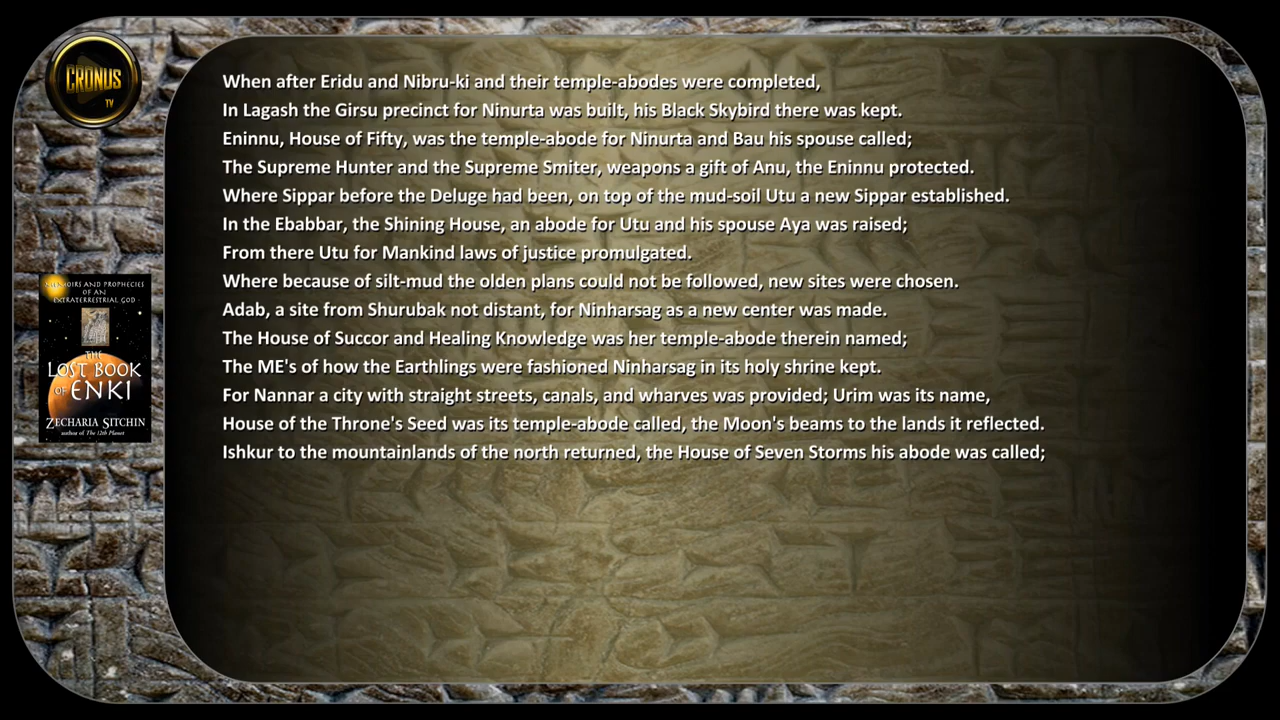 CRONUS
TV
When after Eridu and Nibru-ki and their temple-abodes were completed,
In Lagash the Girsu precinct for Ninurta was built, his Black Skybird there was kept.
Eninnu, House of Fifty, was the temple-abode for Ninurta and Bau his spouse called;
The Supreme Hunter and the Supreme Smiter, weapons a gift of Anu, the Eninnu protected.
Where Sippar before the Deluge had been, on top of the mud-soil Utu a new Sippar established.
In the Ebabbar, the Shining House, an abode for Utu and his spouse Aya was raised;
From there Utu for Mankind laws of justice promulgated.
Where because of silt-mud the olden plans could not be followed, new sites were chosen.
Adab, a site from Shurubak not distant, for Ninharsag as a new center was made.
The House of Succor and Healing Knowledge was her temple-abode therein named;
The ME's of how the Earthlings were fashioned Ninharsag in its holy shrine kept.
For Nannar a city with straight streets, canals, and wharves was provided; Urim was its name,
House of the Throne's Seed was its temple-abode called, the Moon's beams to the lands it reflected.
Ishkur to the mountainlands of the north returned, the House of Seven Storms his abode was called;
MEMOIRS AND PROPHECIES
OF AN
EXTRATERRESTRIAL GOD
THE
LOST BOOK
OF ENKI
ZECHARIA SITCHIN
author of The 12th Planet